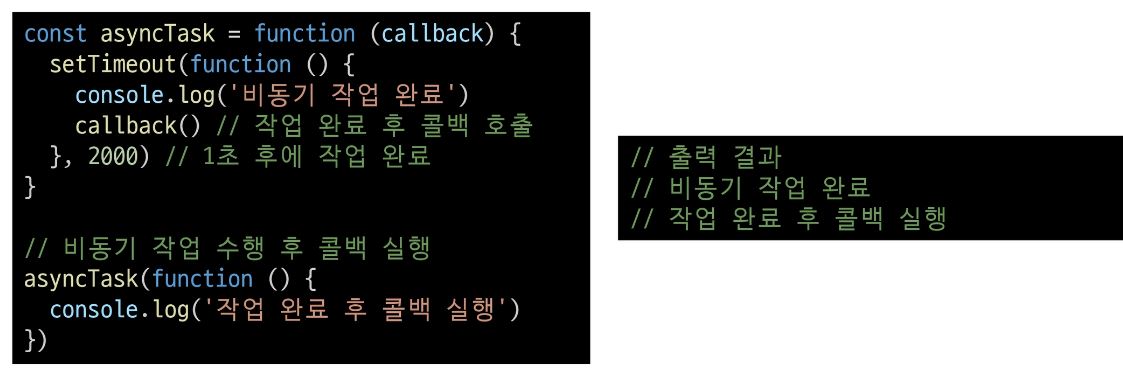 const asyncTask = function (callback) {
  setTimeout(function () {
    console.log('비동기 작업 완료')
    callback() // 작업 완료 후 콜백 호출
  }, 2000) // 1초 후에 작업 완료
}

// 비동기 작업 수행 후 콜백 실행
asyncTask(function () {
  console.log('작업 완료 후 콜백 실행')
})
// 출력 결과
// 비동기 작업 완료
// 작업 완료 후 콜백 실행